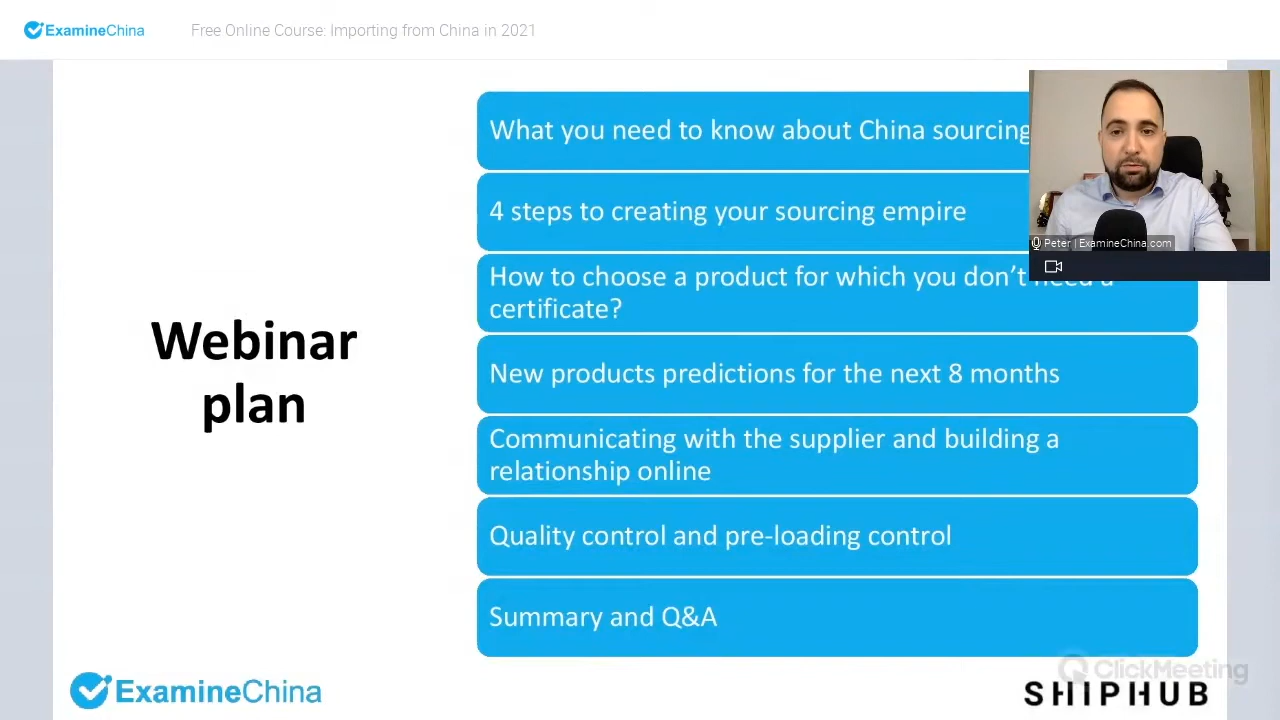 ExamineChina
Free Online Course: Importing from China in 2021
What you need to know about China sourcing
4 steps to creating your sourcing empire
How to choose a product for which you don't need a
certificate?
Webinar
plan
New products predictions for the next 8 months
Communicating with the supplier and building a
relationship online
Quality control and pre-loading control
Summary and Q&A
Peter | ExamineChina.com
ExamineChina
ClickMeeting
SHIPHUB